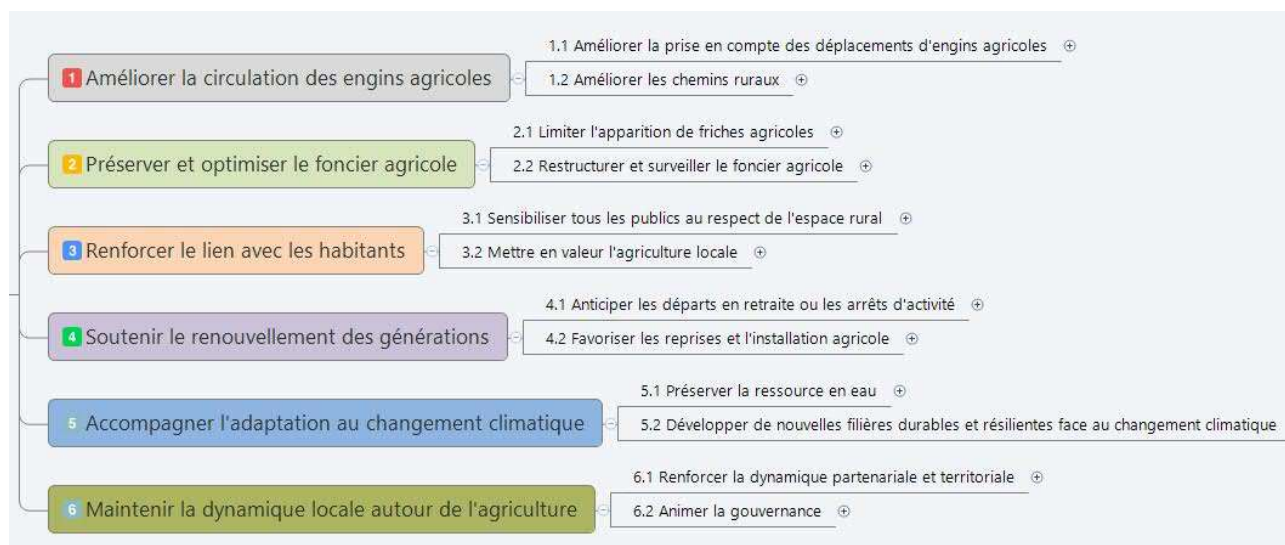 1 Améliorer la circulation des engins agricoles
1.1 Améliorer la prise en compte des déplacements d'engins agricoles
1.2 Améliorer les chemins ruraux
2 Préserver et optimiser le foncier agricole
2.1 Limiter l'apparition de friches agricoles
2.2 Restructurer et surveiller le foncier agricole
3 Renforcer le lien avec les habitants
3.1 Sensibiliser tous les publics au respect de l'espace rural
3.2 Mettre en valeur l'agriculture locale
4 Soutenir le renouvellement des générations
4.1 Anticiper les départs en retraite ou les arrêts d'activité
4.2 Favoriser les reprises et l'installation agricole
5 Accompagner l'adaptation au changement climatique
5.1 Préserver la ressource en eau
5.2 Développer de nouvelles filières durables et résilientes face au changement climatique
6 Maintenir la dynamique locale autour de l'agriculture
6.1 Renforcer la dynamique partenariale et territoriale
6.2 Animer la gouvernance